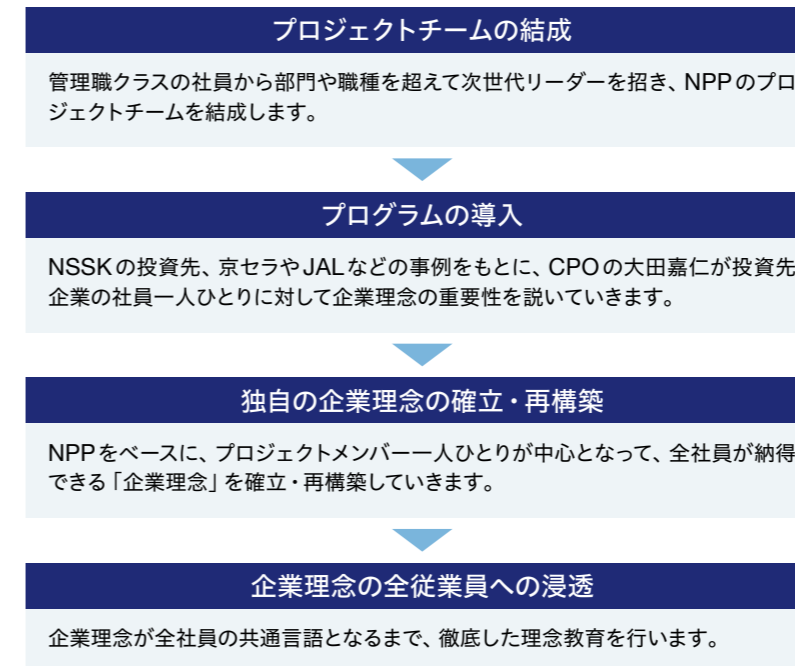 プロジェクトチームの結成
管理職クラスの社員から部門や職種を超えて次世代リーダーを招き、NPPのプロ
ジェクトチームを結成します。
プログラムの導入
NSSKの投資先、京セラやJALなどの事例をもとに、CPOの大田嘉仁が投資先
企業の社員一人ひとりに対して企業理念の重要性を説いていきます。
独自の企業理念の確立・再構築
NPPをベースに、プロジェクトメンバー一人ひとりが中心となって、全社員が納得
できる「企業理念」を確立・再構築していきます。
企業理念の全従業員への浸透
企業理念が全社員の共通言語となるまで、徹底した理念教育を行います。